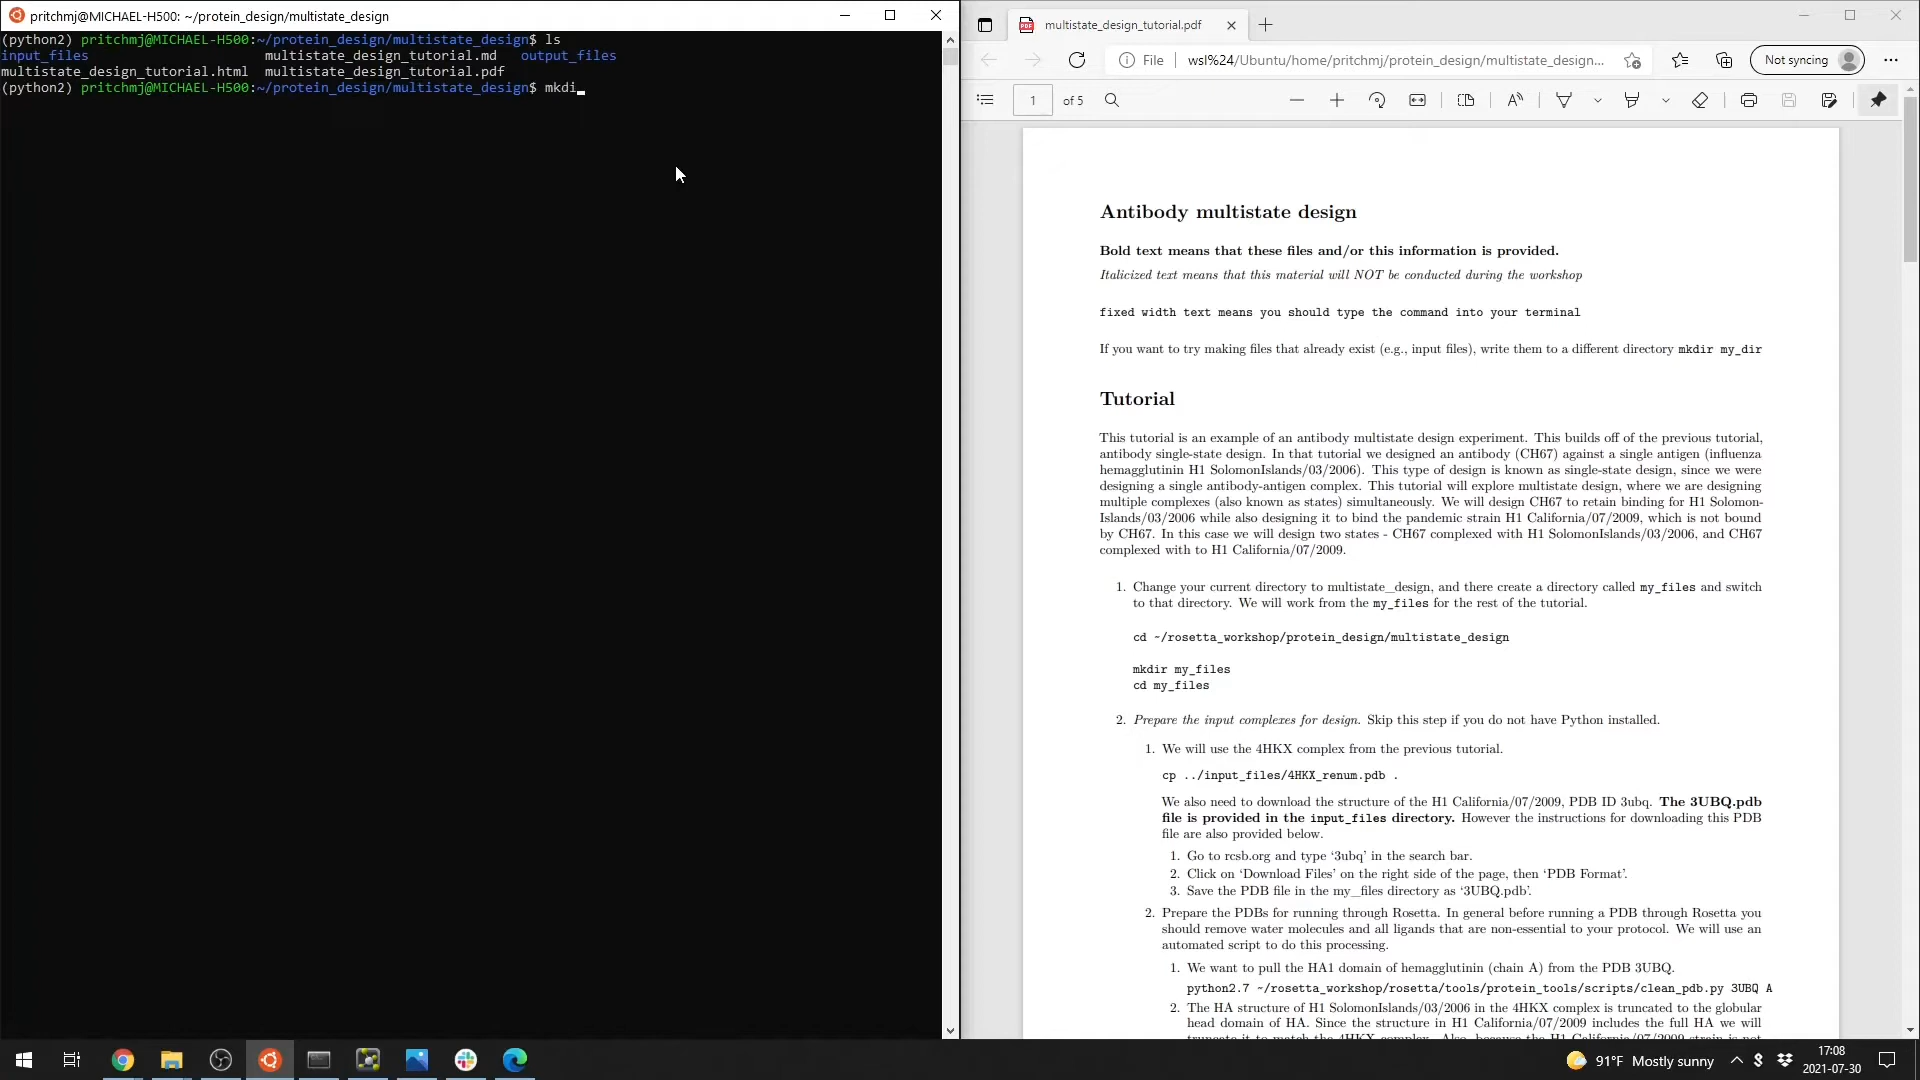 pritchmj@MICHAEL-H500: ~/protein_design/multistate_design
(python2) pritchmj@MICHAEL-H500:~/protein_design/multistate_design$ ls
input_files multistate_design_tutorial.md output_files
multistate_design_tutorial.html multistate_design_tutorial.pdf
(python2) pritchmj@MICHAEL-H500:~/protein_design/multistate_design$ mkdi
multistate_design_tutorial.pdf
File wsl%24/Ubuntu/home/pritchmj/protein_design/multistate_design...
Not syncing
1 of 5
Antibody multistate design
Bold text means that these files and/or this information is provided.
Italicized text means that this material will NOT be conducted during the workshop
fixed width text means you should type the command into your terminal
If you want to try making files that already exist (e.g., input files), write them to a different directory mkdir my_dir
Tutorial
This tutorial is an example of an antibody multistate design experiment. This builds off of the previous tutorial,
antibody single-state design. In that tutorial we designed an antibody (CH67) against a single antigen (influenza
hemagglutinin H1 SolomonIslands/03/2006). This type of design is known as single-state design, since we were
designing a single antibody-antigen complex. This tutorial will explore multistate design, where we are designing
multiple complexes (also known as states) simultaneously. We will design CH67 to retain binding for H1 Solomon-
Islands/03/2006 while also designing it to bind the pandemic strain H1 California/07/2009, which is not bound
by CH67. In this case we will design two states - CH67 complexed with H1 SolomonIslands/03/2006, and CH67
complexed with to H1 California/07/2009.
1. Change your current directory to multistate_design, and there create a directory called my_files and switch
to that directory. We will work from the my_files for the rest of the tutorial.
cd ~/rosetta_workshop/protein_design/multistate_design
mkdir my_files
cd my_files
2. Prepare the input complexes for design. Skip this step if you do not have Python installed.
1. We will use the 4HKX complex from the previous tutorial.
cp ../input_files/4HKX_renum.pdb .
We also need to download the structure of the H1 California/07/2009, PDB ID 3ubq. The 3UBQ.pdb
file is provided in the input_files directory. However the instructions for downloading this PDB
file are also provided below.
1. Go to rcsb.org and type ‘3ubq’ in the search bar.
2. Click on ‘Download Files’ on the right side of the page, then ‘PDB Format’.
3. Save the PDB file in the my_files directory as ‘3UBQ.pdb’.
2. Prepare the PDBs for running through Rosetta. In general before running a PDB through Rosetta you
should remove water molecules and all ligands that are non-essential to your protocol. We will use an
automated script to do this processing.
1. We want to pull the HA1 domain of hemagglutinin (chain A) from the PDB 3UBQ.
python2.7 ~/rosetta_workshop/rosetta/tools/protein_tools/scripts/clean_pdb.py 3UBQ A
2. The HA structure of H1 SolomonIslands/03/2006 in the 4HKX complex is truncated to the globular
head domain of HA. Since the structure in H1 California/07/2009 includes the full HA we will
truncate it to match the 4HKX complex. Also, because the H1 California/07/2009 strain is not
91°F Mostly sunny
17:08
2021-07-30